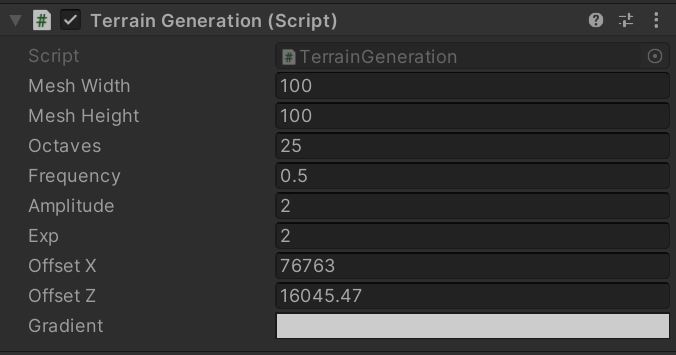 Terrain Generation (Script)
Script TerrainGeneration
Mesh Width 100
Mesh Height 100
Octaves 25
Frequency 0.5
Amplitude 2
Exp 2
Offset X 76763
Offset Z 16045.47
Gradient